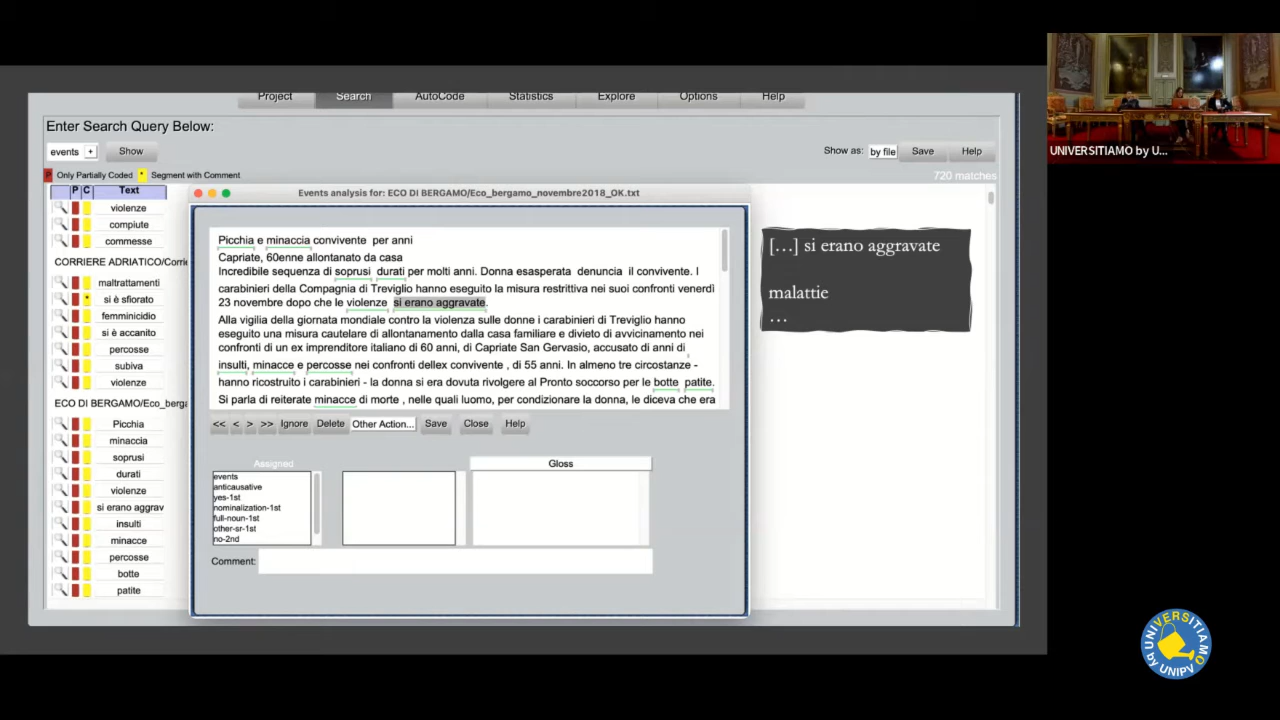 Project Search AutoCode Statistics Explore Options Help
Enter Search Query Below:
events + Show
Show as: by file Save Help
P Only Partially Coded * Segment with Comment
720 matches
P C Text
violenze
compiute
commesse
CORRIERE ADRIATICO/Corrie
maltrattamenti
* si è sfiorato
femminicidio
si è accanito
percosse
subiva
violenze
ECO DI BERGAMO/Eco_berga
Picchia
minaccia
soprusi
durati
violenze
si erano aggrav
insulti
minacce
percosse
botte
patite
Events analysis for: ECO DI BERGAMO/Eco_bergamo_novembre2018_OK.txt
Picchia e minaccia convivente per anni
Capriate, 60enne allontanato da casa
Incredibile sequenza di soprusi durati per molti anni. Donna esasperata denuncia il convivente. I
carabinieri della Compagnia di Treviglio hanno eseguito la misura restrittiva nei suoi confronti venerdì
23 novembre dopo che le violenze si erano aggravate.
Alla vigilia della giornata mondiale contro la violenza sulle donne i carabinieri di Treviglio hanno
eseguito una misura cautelare di allontanamento dalla casa familiare e divieto di avvicinamento nei
confronti di un ex imprenditore italiano di 60 anni, di Capriate San Gervasio, accusato di anni di
insulti, minacce e percosse nei confronti dellex convivente , di 55 anni. In almeno tre circostanze -
hanno ricostruito i carabinieri - la donna si era dovuta rivolgere al Pronto soccorso per le botte patite.
Si parla di reiterate minacce di morte , nelle quali luomo, per condizionare la donna, le diceva che era
<< < > >> Ignore Delete Other Action... Save Close Help
Assigned
events
anticausative
yes-1st
nominalization-1st
full-noun-1st
other-sr-1st
no-2nd
Gloss
Comment:
[…] si erano aggravate
malattie
…
UNIVERSITIAMO by U...
UNIVERSITIAMO
by UNIPV